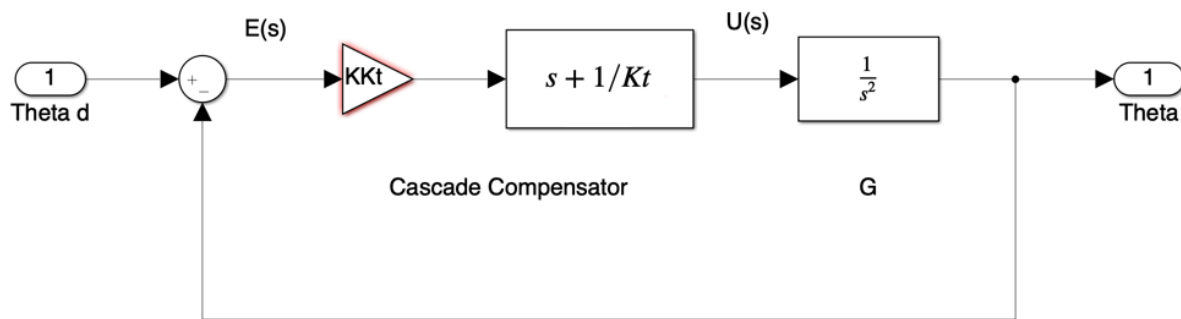 E(s)
U(s)
1
+
−
KKt
s + 1/Kt
1
s²
1
Theta d
Theta
Cascade Compensator
G